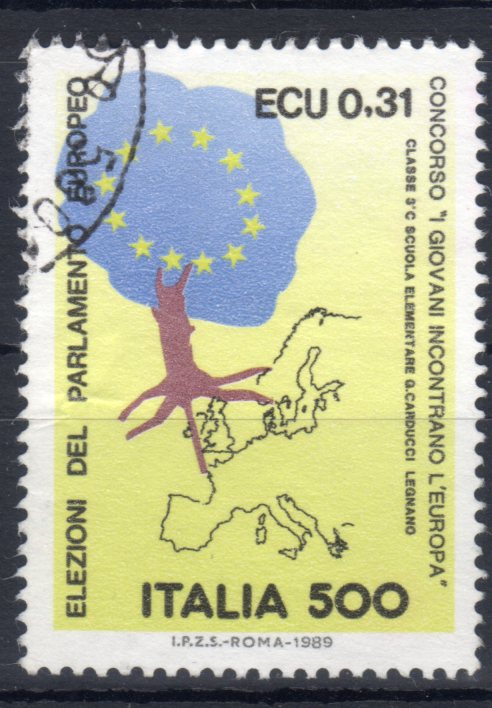 ECU 0,31
ELEZIONI DEL PARLAMENTO EUROPEO
CONCORSO "I GIOVANI INCONTRANO L'EUROPA"
CLASSE 3ª C SCUOLA ELEMENTARE G.CARDUCCI LEGNANO
ITALIA 500
I.P.Z.S.-ROMA-1989